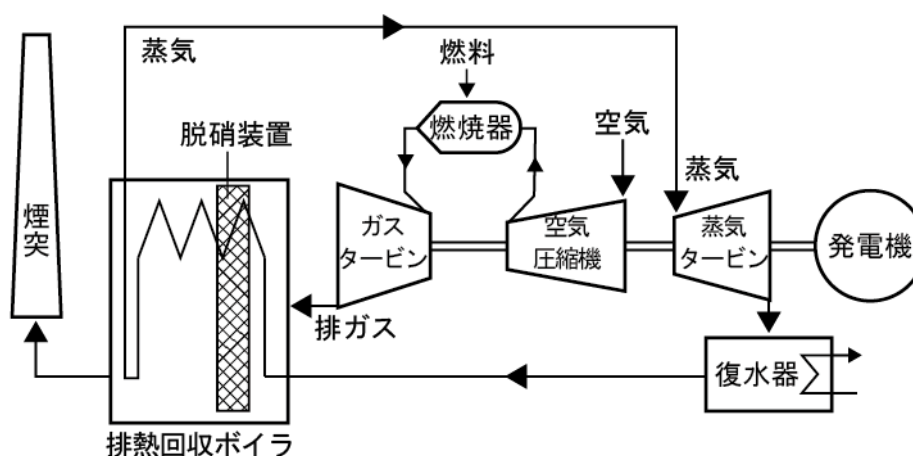 蒸気
燃料
燃焼器
空気
脱硝装置
蒸気
煙突
ガス
タービン
空気
圧縮機
蒸気
タービン
発電機
排ガス
復水器
排熱回収ボイラ